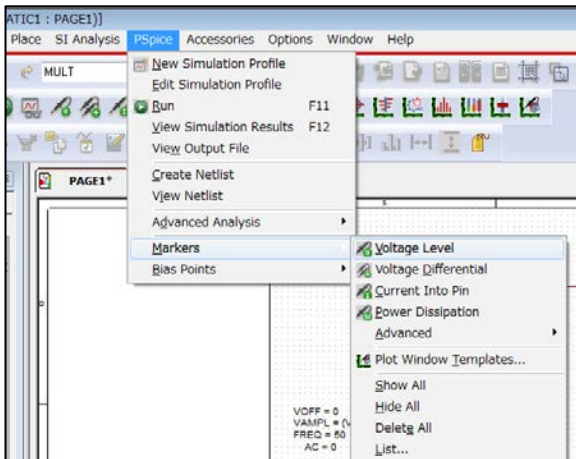 ATIC1 : PAGE1)]
Place SI Analysis PSpice Accessories Options Window Help
MULT
New Simulation Profile
Edit Simulation Profile
Run F11
View Simulation Results F12
View Output File
PAGE1*
Create Netlist
View Netlist
Advanced Analysis
Markers
Bias Points
Voltage Level
Voltage Differential
Current Into Pin
Power Dissipation
Advanced
Plot Window Templates...
Show All
Hide All
Delete All
List...
VOFF = 0
VAMPL = (V
FREQ = 50
AC = 0
5